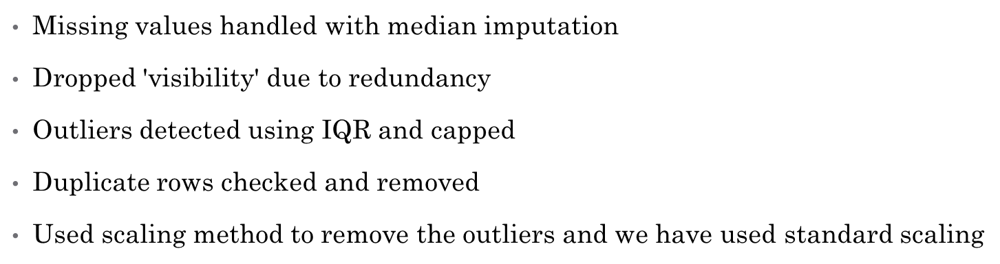 • Missing values handled with median imputation
• Dropped 'visibility' due to redundancy
• Outliers detected using IQR and capped
• Duplicate rows checked and removed
• Used scaling method to remove the outliers and we have used standard scaling